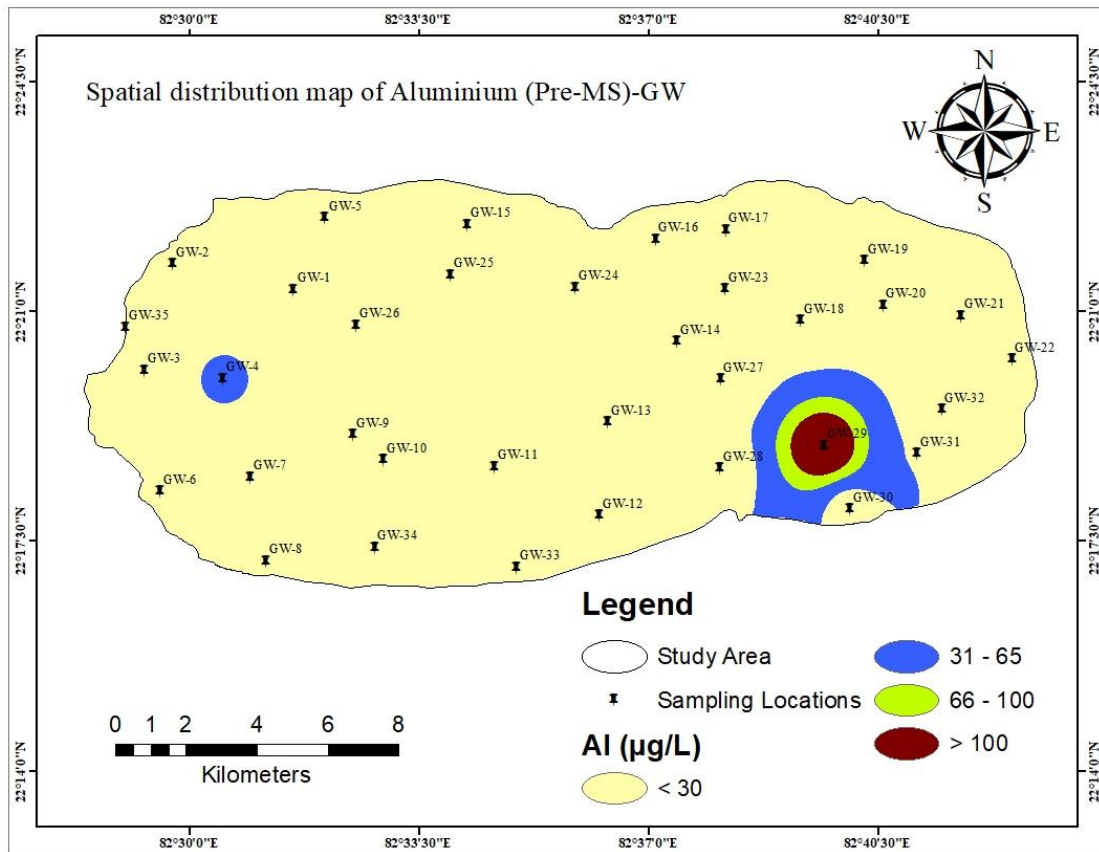 82°30'0"E 82°33'30"E 82°37'0"E 82°40'30"E
22°24'30"N 22°24'30"N
Spatial distribution map of Aluminium (Pre-MS)-GW
N
W E
S
GW-5
GW-15
GW-17
GW-16
GW-2
GW-19
GW-25
GW-1
GW-24
GW-23
GW-20
22°21'0"N 22°21'0"N
GW-21
GW-35
GW-26
GW-18
GW-14
GW-22
GW-3
GW-4
GW-27
GW-32
GW-13
GW-9
GW-29
GW-10
GW-11
GW-31
GW-28
GW-7
GW-6
GW-30
GW-12
22°17'30"N 22°17'30"N
GW-34
GW-8
GW-33
Legend
Study Area
Sampling Locations
Al (µg/L)
< 30
31 - 65
66 - 100
> 100
0 1 2 4 6 8
Kilometers
22°14'0"N 22°14'0"N
82°30'0"E 82°33'30"E 82°37'0"E 82°40'30"E